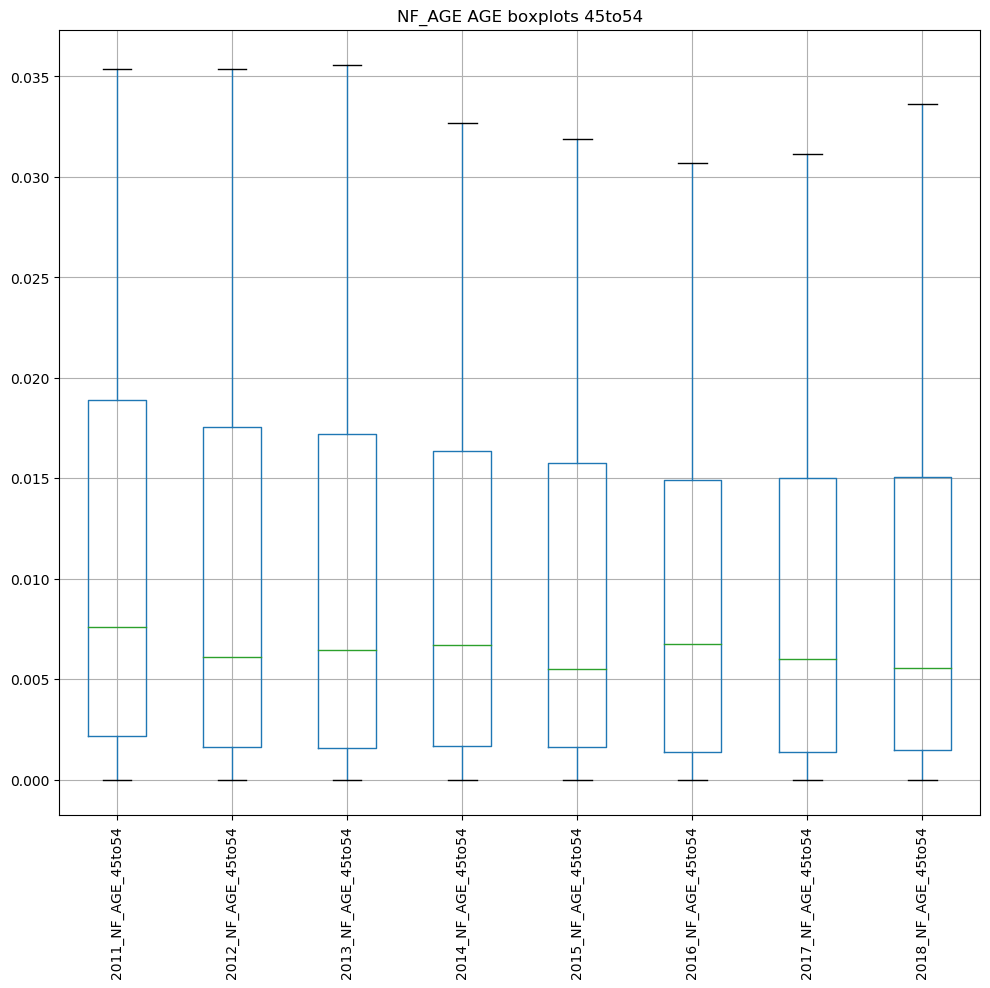 NF_AGE AGE boxplots 45to54
0.035
0.030
0.025
0.020
0.015
0.010
0.005
0.000
2011_NF_AGE_45to54
2012_NF_AGE_45to54
2013_NF_AGE_45to54
2014_NF_AGE_45to54
2015_NF_AGE_45to54
2016_NF_AGE_45to54
2017_NF_AGE_45to54
2018_NF_AGE_45to54